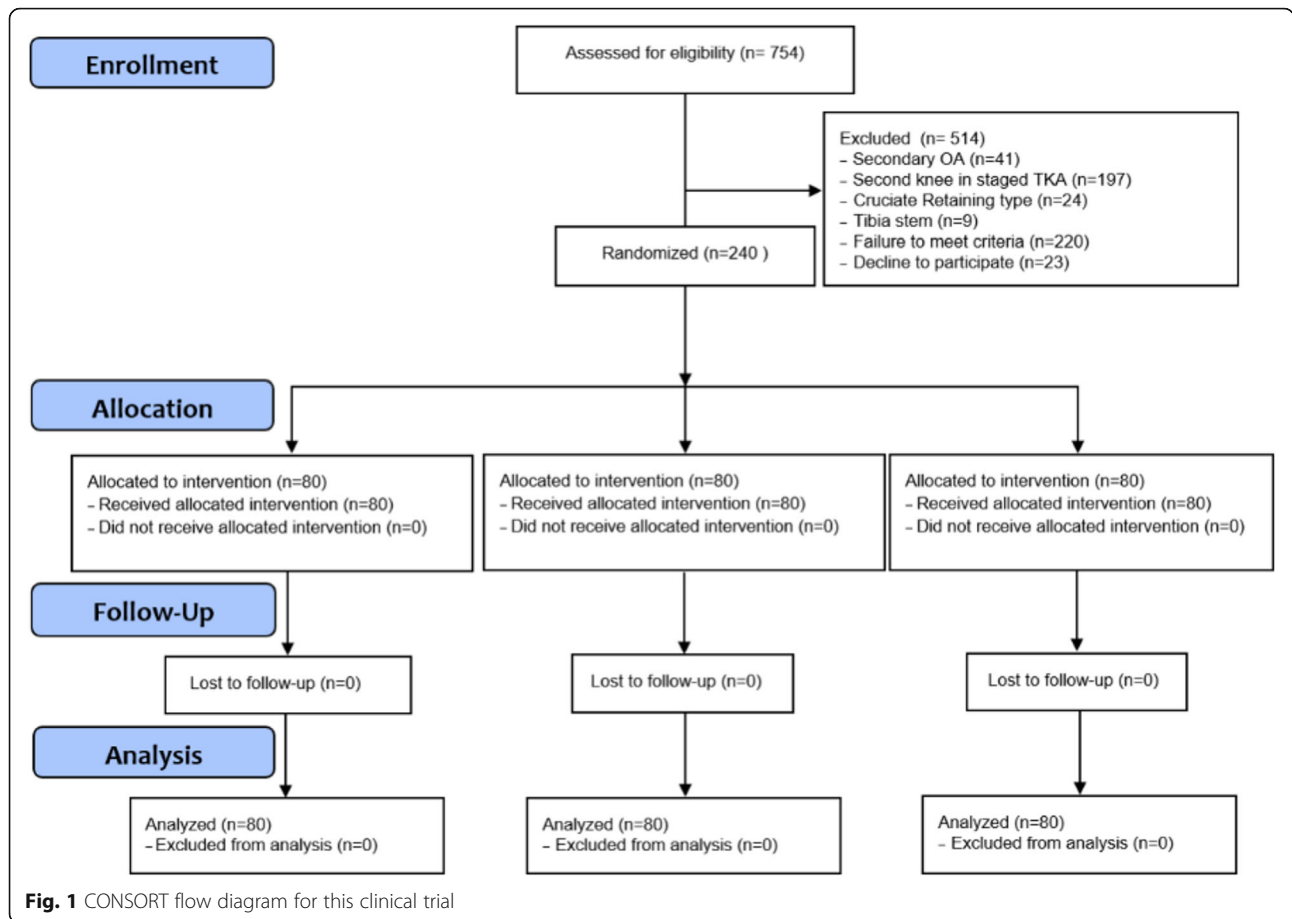 Enrollment
Assessed for eligibility (n= 754)
Excluded (n= 514)
- Secondary OA (n=41)
- Second knee in staged TKA (n=197)
- Cruciate Retaining type (n=24)
- Tibia stem (n=9)
- Failure to meet criteria (n=220)
- Decline to participate (n=23)
Randomized (n=240 )
Allocation
Allocated to intervention (n=80)
- Received allocated intervention (n=80)
- Did not receive allocated intervention (n=0)
Allocated to intervention (n=80)
- Received allocated intervention (n=80)
- Did not receive allocated intervention (n=0)
Allocated to intervention (n=80)
- Received allocated intervention (n=80)
- Did not receive allocated intervention (n=0)
Follow-Up
Lost to follow-up (n=0)
Lost to follow-up (n=0)
Lost to follow-up (n=0)
Analysis
Analyzed (n=80)
- Excluded from analysis (n=0)
Analyzed (n=80)
- Excluded from analysis (n=0)
Analyzed (n=80)
- Excluded from analysis (n=0)
Fig. 1 CONSORT flow diagram for this clinical trial